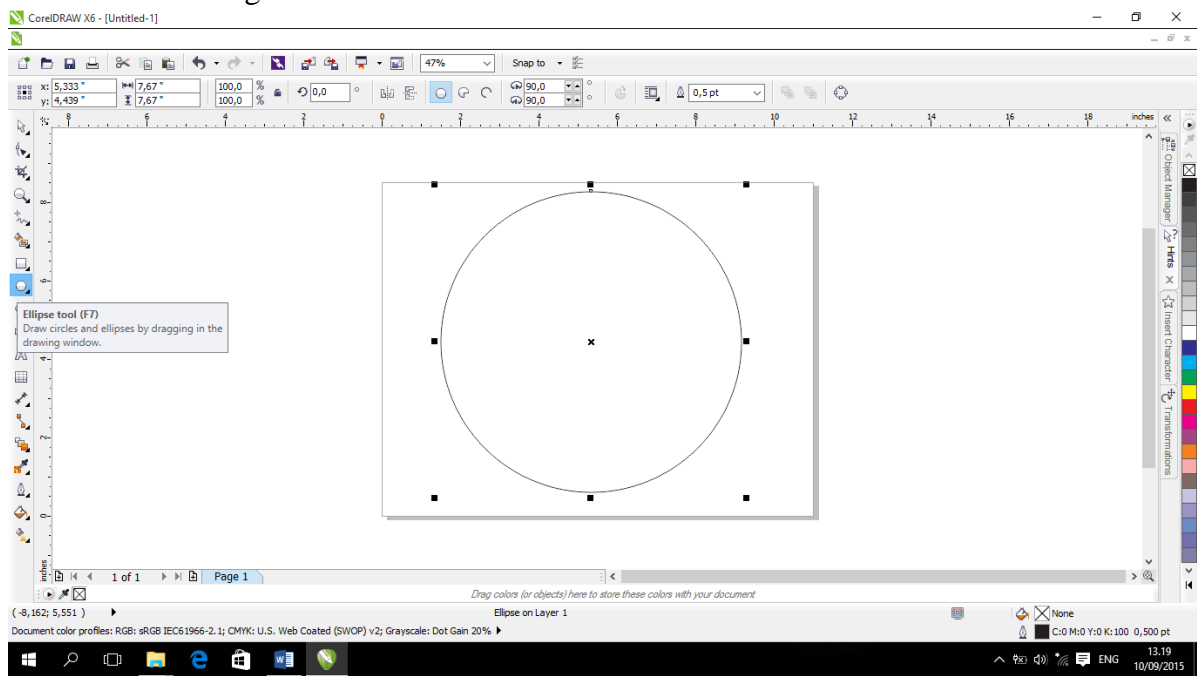 CorelDRAW X6 - [Untitled-1]
47%
Snap to
x: 5,333 "
7,67 "
100,0 %
0,0 °
90,0 °
0,5 pt
y: 4,439 "
7,67 "
100,0 %
90,0 °
8 6 4 2 0 2 4 6 8 10 12 14 16 18 inches
8
6
4
2
0
inches
Ellipse tool (F7)
Draw circles and ellipses by dragging in the
drawing window.
Object Manager
Hints
Insert Character
Transformations
1 of 1
Page 1
Drag colors (or objects) here to store these colors with your document
( -8,162; 5,551 )
Ellipse on Layer 1
None
Document color profiles: RGB: sRGB IEC61966-2.1; CMYK: U.S. Web Coated (SWOP) v2; Grayscale: Dot Gain 20%
C:0 M:0 Y:0 K:100 0,500 pt
ENG
13.19
10/09/2015